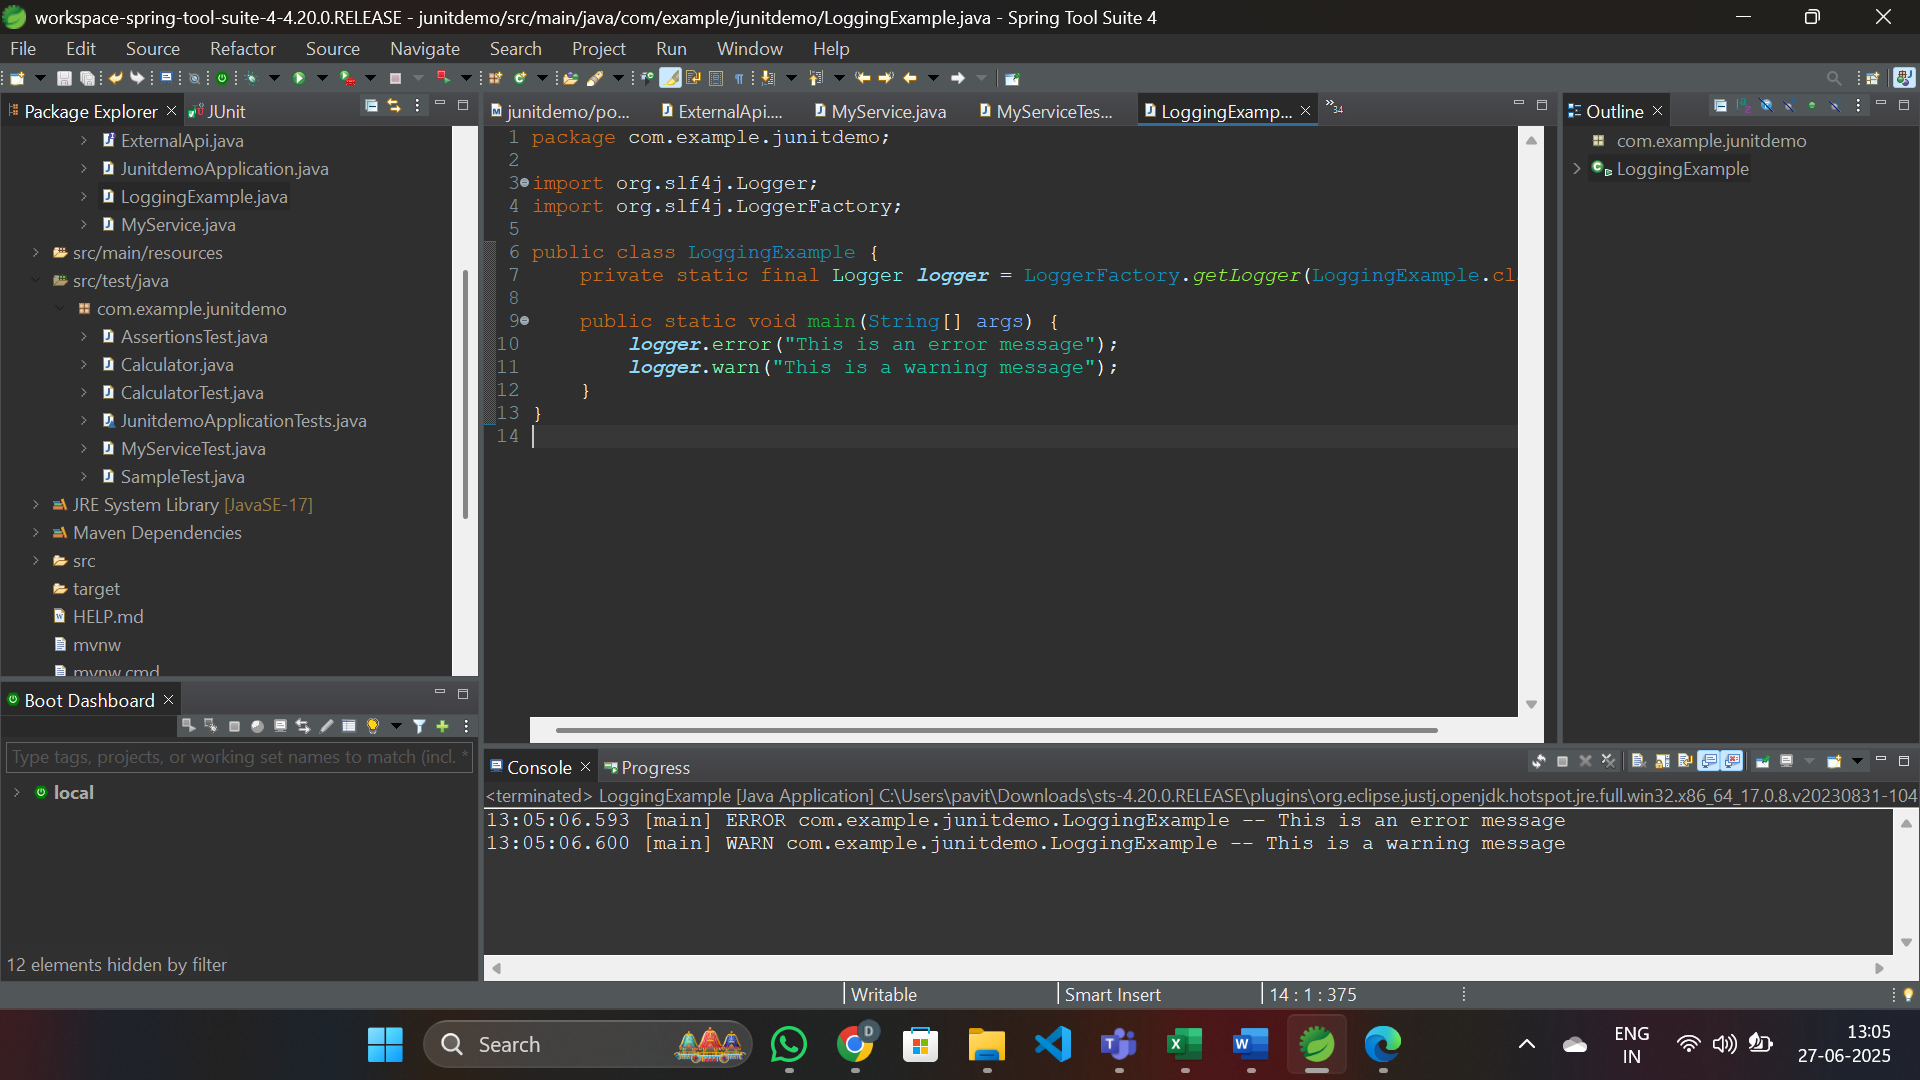 workspace-spring-tool-suite-4-4.20.0.RELEASE - junitdemo/src/main/java/com/example/junitdemo/LoggingExample.java - Spring Tool Suite 4
File Edit Source Refactor Source Navigate Search Project Run Window Help
Package Explorer JUnit
ExternalApi.java
JunitdemoApplication.java
LoggingExample.java
MyService.java
src/main/resources
src/test/java
com.example.junitdemo
AssertionsTest.java
Calculator.java
CalculatorTest.java
JunitdemoApplicationTests.java
MyServiceTest.java
SampleTest.java
JRE System Library [JavaSE-17]
Maven Dependencies
src
target
HELP.md
mvnw
mvnw.cmd
Boot Dashboard
Type tags, projects, or working set names to match (incl. *
local
12 elements hidden by filter
junitdemo/po... ExternalApi.... MyService.java MyServiceTes... LoggingExamp... »34
1 package com.example.junitdemo;
2
3 import org.slf4j.Logger;
4 import org.slf4j.LoggerFactory;
5
6 public class LoggingExample {
7 private static final Logger logger = LoggerFactory.getLogger(LoggingExample.cl
8
9 public static void main(String[] args) {
10 logger.error("This is an error message");
11 logger.warn("This is a warning message");
12 }
13 }
14
Outline
com.example.junitdemo
LoggingExample
Console Progress
<terminated> LoggingExample [Java Application] C:\Users\pavit\Downloads\sts-4.20.0.RELEASE\plugins\org.eclipse.justj.openjdk.hotspot.jre.full.win32.x86_64_17.0.8.v20230831-104
13:05:06.593 [main] ERROR com.example.junitdemo.LoggingExample -- This is an error message
13:05:06.600 [main] WARN com.example.junitdemo.LoggingExample -- This is a warning message
Writable Smart Insert 14 : 1 : 375
Search
D
ENG
IN
13:05
27-06-2025